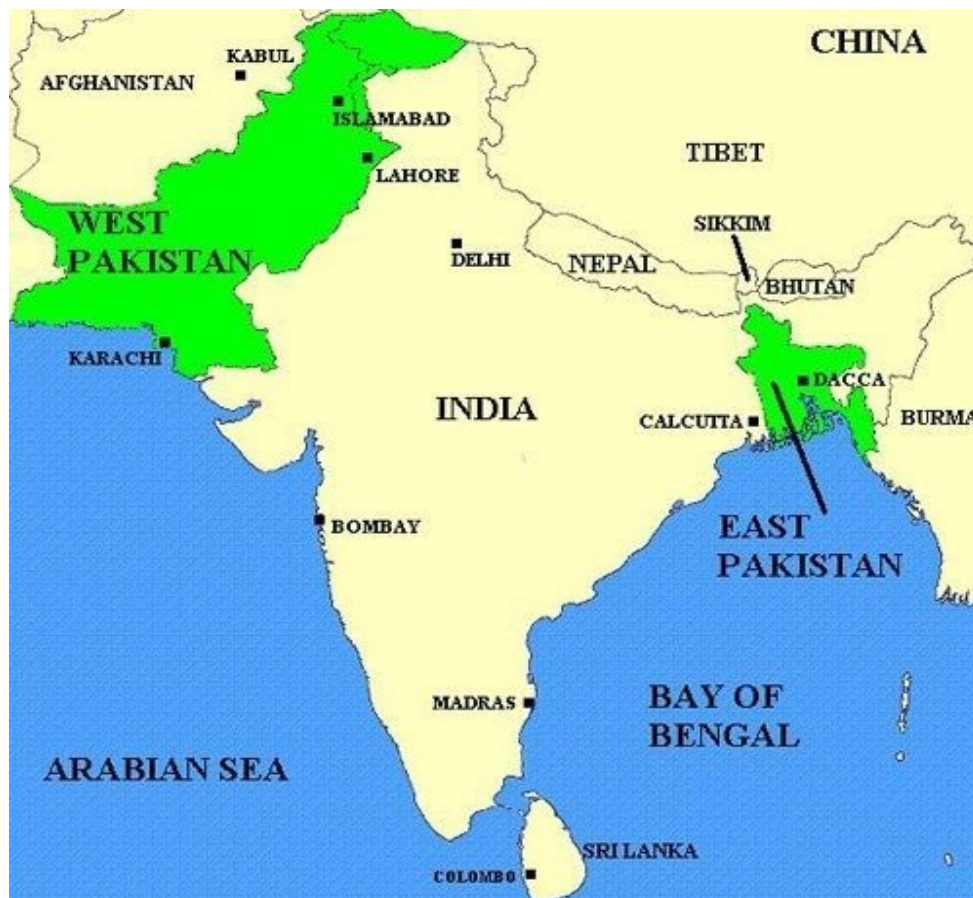 CHINA
KABUL
AFGHANISTAN
ISLAMABAD
TIBET
LAHORE
WEST
PAKISTAN
SIKKIM
DELHI
NEPAL
BHUTAN
KARACHI
DACCA
INDIA
CALCUTTA
BURMA
BOMBAY
EAST
PAKISTAN
MADRAS
BAY OF
BENGAL
ARABIAN SEA
SRI LANKA
COLOMBO